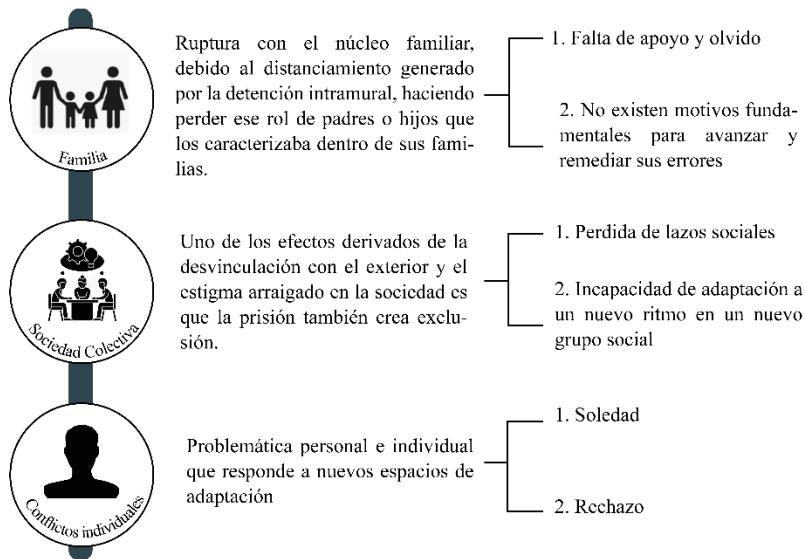 Familia
Ruptura con el núcleo familiar,
debido al distanciamiento generado
por la detención intramural, haciendo
perder ese rol de padres o hijos que
los caracterizaba dentro de sus fami-
lias.
1. Falta de apoyo y olvido
2. No existen motivos funda-
mentales para avanzar y
remediar sus errores
Sociedad Colectiva
Uno de los efectos derivados de la
desvinculación con el exterior y el
estigma arraigado en la sociedad es
que la prisión también crea exclu-
sión.
1. Perdida de lazos sociales
2. Incapacidad de adaptación a
un nuevo ritmo en un nuevo
grupo social
Conflictos individuales
Problemática personal e individual
que responde a nuevos espacios de
adaptación
1. Soledad
2. Rechazo